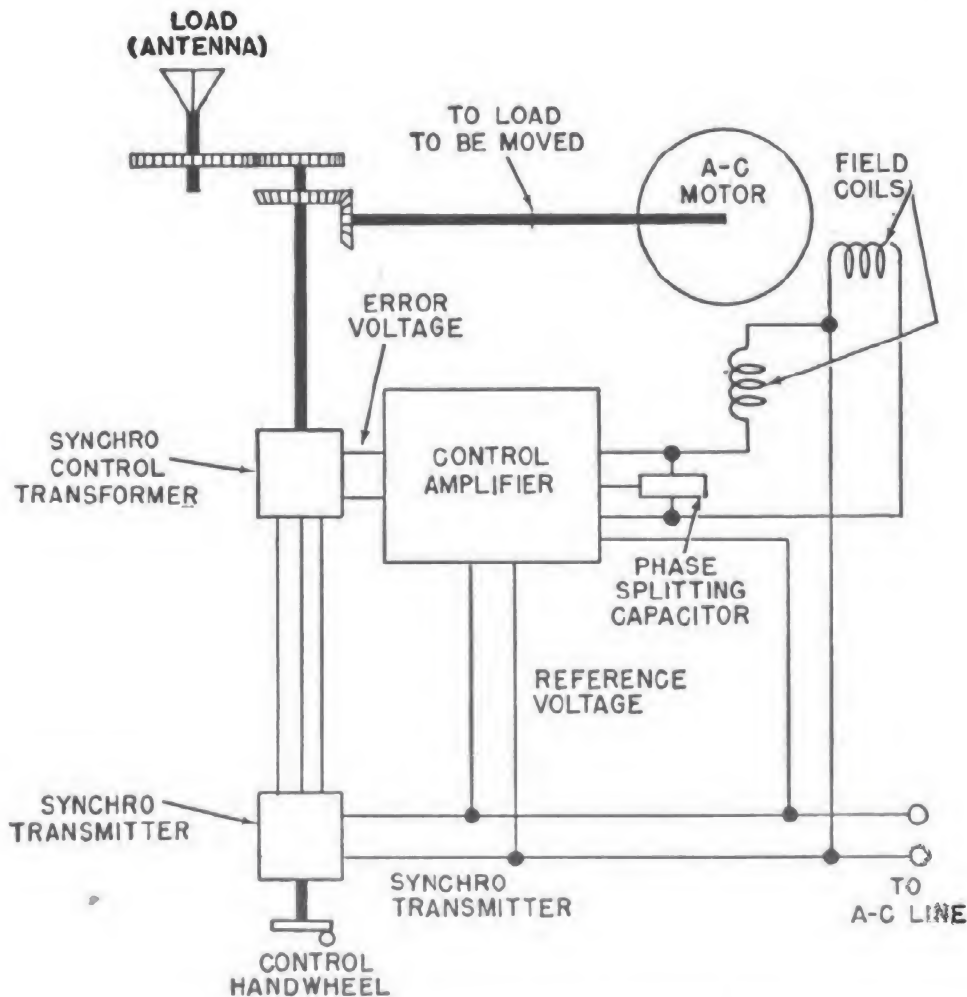 LOAD
(ANTENNA)
TO LOAD
TO BE MOVED
A-C
MOTOR
FIELD
COILS
ERROR
VOLTAGE
SYNCHRO
CONTROL
TRANSFORMER
CONTROL
AMPLIFIER
PHASE
SPLITTING
CAPACITOR
REFERENCE
VOLTAGE
SYNCHRO
TRANSMITTER
SYNCHRO
TRANSMITTER
TO
A-C LINE
CONTROL
HANDWHEEL